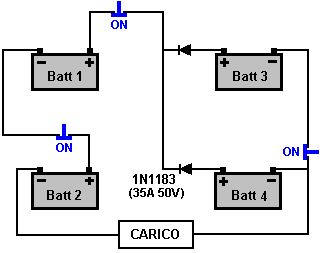 ON
- +
Batt 1
+ -
Batt 3
ON
ON
- +
Batt 2
1N1183
(35A 50V)
+ -
Batt 4
CARICO